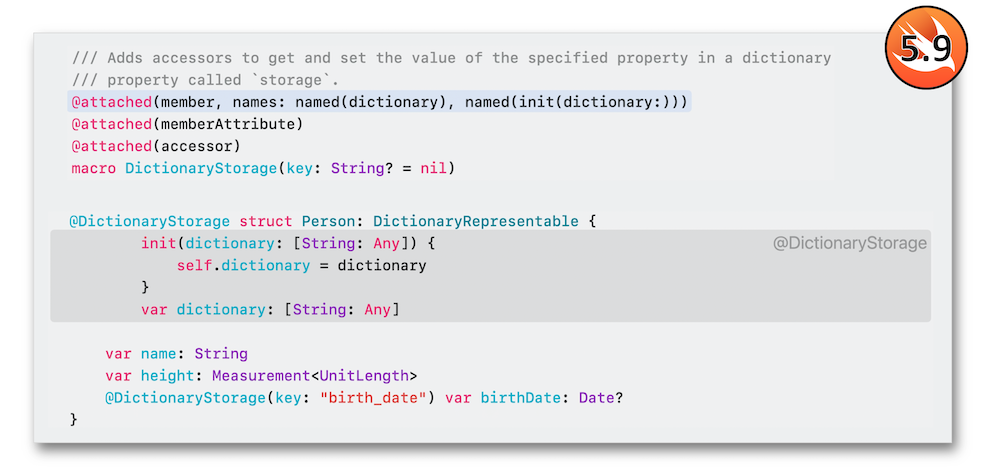 5.9
/// Adds accessors to get and set the value of the specified property in a dictionary
/// property called `storage`.
@attached(member, names: named(dictionary), named(init(dictionary:)))
@attached(memberAttribute)
@attached(accessor)
macro DictionaryStorage(key: String? = nil)
@DictionaryStorage struct Person: DictionaryRepresentable {
init(dictionary: [String: Any]) {
@DictionaryStorage
self.dictionary = dictionary
}
var dictionary: [String: Any]
var name: String
var height: Measurement<UnitLength>
@DictionaryStorage(key: "birth_date") var birthDate: Date?
}